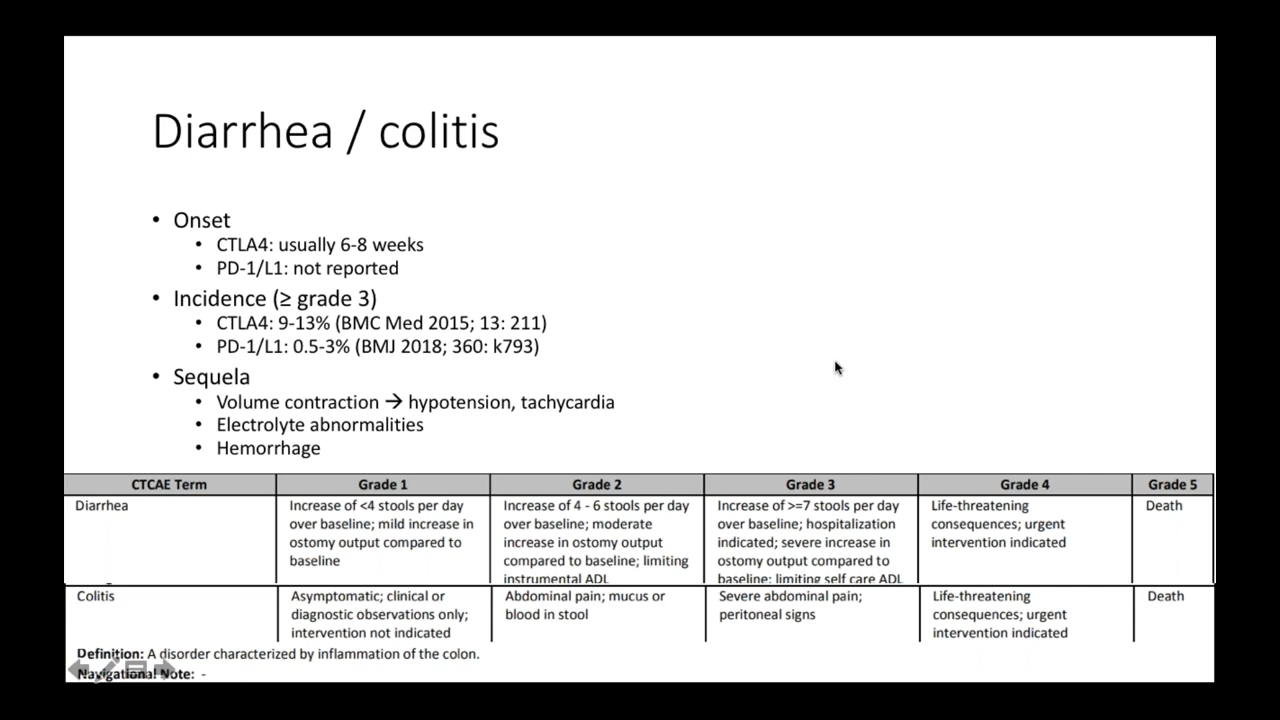 Diarrhea / colitis
• Onset
• CTLA4: usually 6-8 weeks
• PD-1/L1: not reported
• Incidence (≥ grade 3)
• CTLA4: 9-13% (BMC Med 2015; 13: 211)
• PD-1/L1: 0.5-3% (BMJ 2018; 360: k793)
• Sequela
• Volume contraction → hypotension, tachycardia
• Electrolyte abnormalities
• Hemorrhage
CTCAE Term Grade 1 Grade 2 Grade 3 Grade 4 Grade 5
Diarrhea
Increase of <4 stools per day
over baseline; mild increase in
ostomy output compared to
baseline
Increase of 4 - 6 stools per day
over baseline; moderate
increase in ostomy output
compared to baseline; limiting
instrumental ADL
Increase of >=7 stools per day
over baseline; hospitalization
indicated; severe increase in
ostomy output compared to
baseline; limiting self care ADL
Life-threatening
consequences; urgent
intervention indicated
Death
Colitis
Asymptomatic; clinical or
diagnostic observations only;
intervention not indicated
Abdominal pain; mucus or
blood in stool
Severe abdominal pain;
peritoneal signs
Life-threatening
consequences; urgent
intervention indicated
Death
Definition: A disorder characterized by inflammation of the colon.
Navigational Note: -